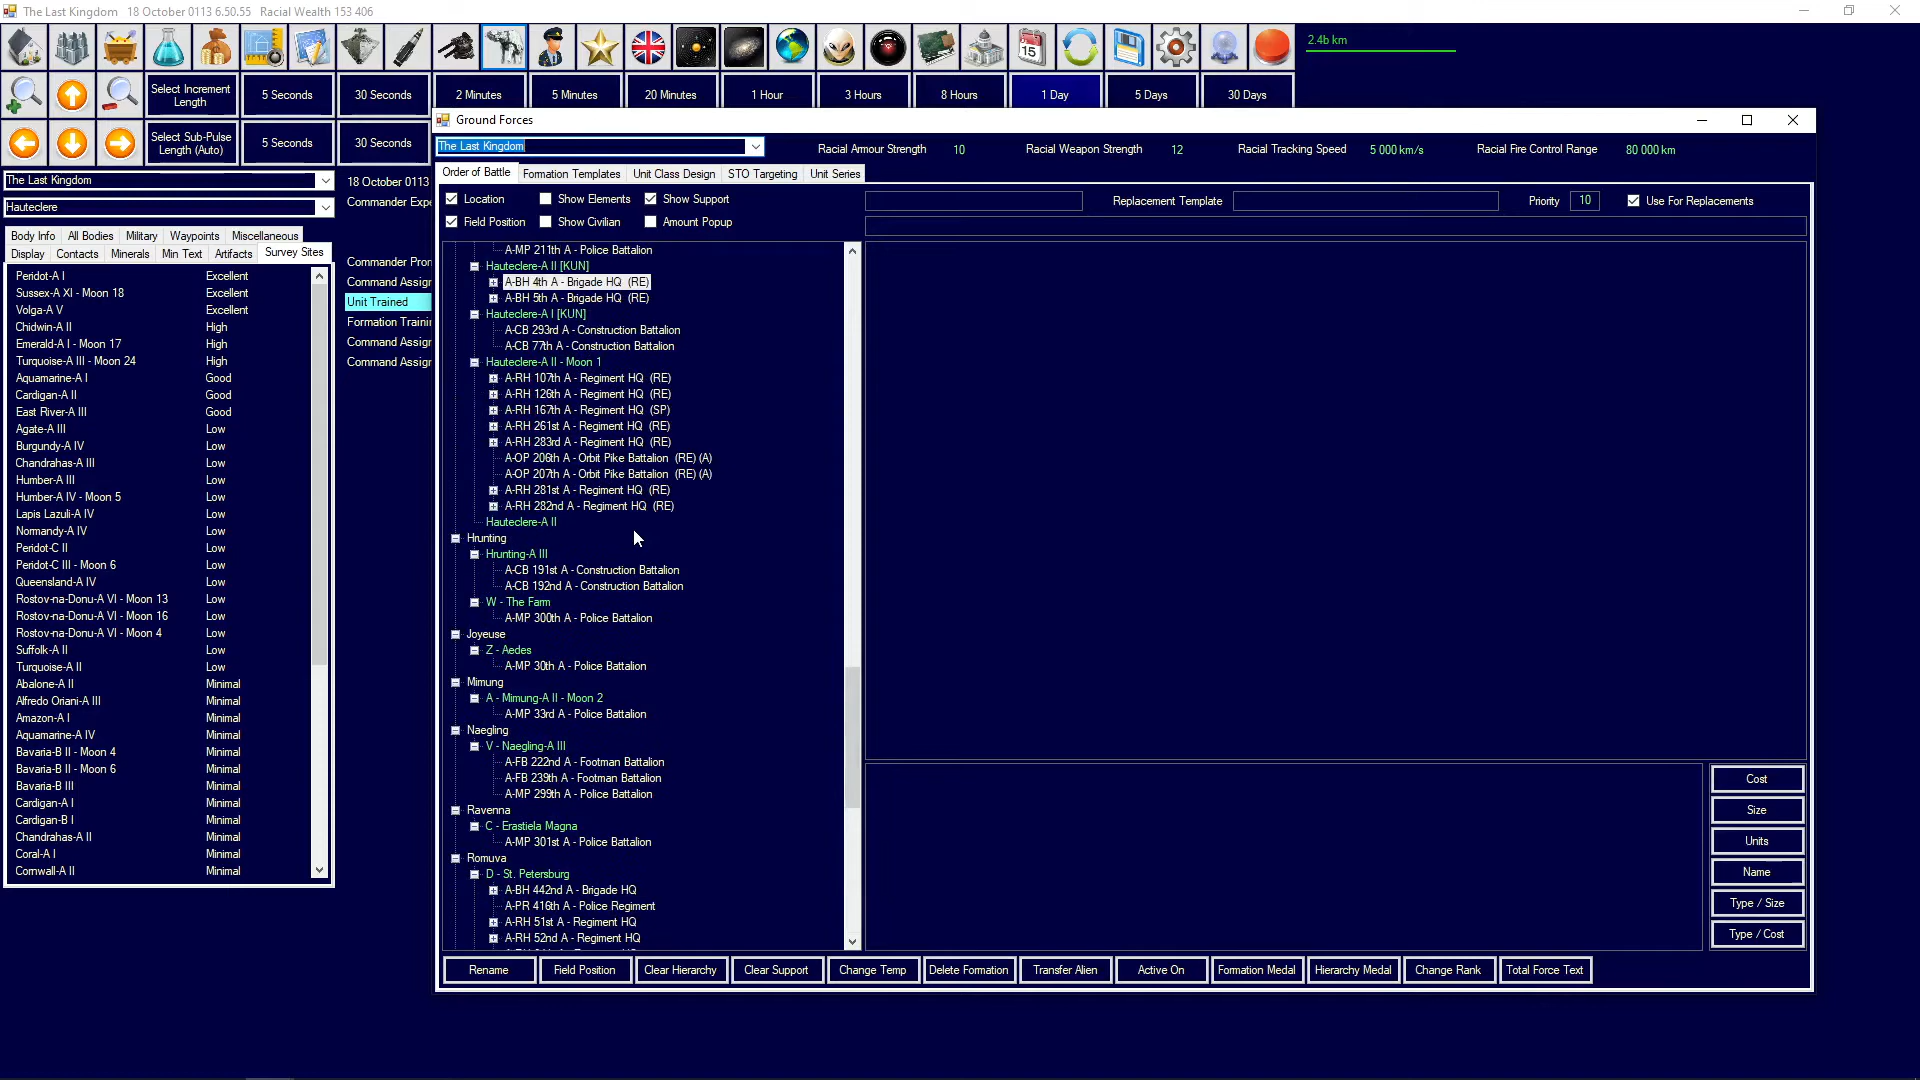 The Last Kingdom   18 October 0113 6.50.55   Racial Wealth 153 406
2.4b km
Select Increment Length
5 Seconds
30 Seconds
2 Minutes
5 Minutes
20 Minutes
1 Hour
3 Hours
8 Hours
1 Day
5 Days
30 Days
Select Sub-Pulse Length (Auto)
5 Seconds
30 Seconds
The Last Kingdom
Hauteclere
Body Info
All Bodies
Military
Waypoints
Miscellaneous
Display
Contacts
Minerals
Min Text
Artifacts
Survey Sites
Peridot-A I Excellent
Sussex-A XI - Moon 18 Excellent
Volga-A V Excellent
Chidwin-A II High
Emerald-A I - Moon 17 High
Turquoise-A III - Moon 24 High
Aquamarine-A I Good
Cardigan-A II Good
East River-A III Good
Agate-A III Low
Burgundy-A IV Low
Chandrahas-A III Low
Humber-A III Low
Humber-A IV - Moon 5 Low
Lapis Lazuli-A IV Low
Normandy-A IV Low
Peridot-C II Low
Peridot-C III - Moon 6 Low
Queensland-A IV Low
Rostov-na-Donu-A VI - Moon 13 Low
Rostov-na-Donu-A VI - Moon 16 Low
Rostov-na-Donu-A VI - Moon 4 Low
Suffolk-A II Low
Turquoise-A II Low
Abalone-A II Minimal
Alfredo Oriani-A III Minimal
Amazon-A I Minimal
Aquamarine-A IV Minimal
Bavaria-B II - Moon 4 Minimal
Bavaria-B II - Moon 6 Minimal
Bavaria-B III Minimal
Cardigan-A I Minimal
Cardigan-B I Minimal
Chandrahas-A II Minimal
Coral-A I Minimal
Cornwall-A II Minimal
18 October 0113
Commander Expe
Commander Pron
Command Assign
Unit Trained
Formation Trainin
Command Assign
Command Assign
Ground Forces
The Last Kingdom
Racial Armour Strength 10
Racial Weapon Strength 12
Racial Tracking Speed 5 000 km/s
Racial Fire Control Range 80 000 km
Order of Battle
Formation Templates
Unit Class Design
STO Targeting
Unit Series
Location
Show Elements
Show Support
Field Position
Show Civilian
Amount Popup
Replacement Template
Priority 10
Use For Replacements
A-MP 211th A - Police Battalion
Hauteclere-A II [KUN]
A-BH 4th A - Brigade HQ (RE)
A-BH 5th A - Brigade HQ (RE)
Hauteclere-A I [KUN]
A-CB 293rd A - Construction Battalion
A-CB 77th A - Construction Battalion
Hauteclere-A II - Moon 1
A-RH 107th A - Regiment HQ (RE)
A-RH 126th A - Regiment HQ (RE)
A-RH 167th A - Regiment HQ (SP)
A-RH 261st A - Regiment HQ (RE)
A-RH 283rd A - Regiment HQ (RE)
A-OP 206th A - Orbit Pike Battalion (RE) (A)
A-OP 207th A - Orbit Pike Battalion (RE) (A)
A-RH 281st A - Regiment HQ (RE)
A-RH 282nd A - Regiment HQ (RE)
Hauteclere-A II
Hrunting
Hrunting-A III
A-CB 191st A - Construction Battalion
A-CB 192nd A - Construction Battalion
W - The Farm
A-MP 300th A - Police Battalion
Joyeuse
Z - Aedes
A-MP 30th A - Police Battalion
Mimung
A - Mimung-A II - Moon 2
A-MP 33rd A - Police Battalion
Naegling
V - Naegling-A III
A-FB 222nd A - Footman Battalion
A-FB 239th A - Footman Battalion
A-MP 299th A - Police Battalion
Ravenna
C - Erastiela Magna
A-MP 301st A - Police Battalion
Romuva
D - St. Petersburg
A-BH 442nd A - Brigade HQ
A-PR 416th A - Police Regiment
A-RH 51st A - Regiment HQ
A-RH 52nd A - Regiment HQ
Cost
Size
Units
Name
Type / Size
Type / Cost
Rename
Field Position
Clear Hierarchy
Clear Support
Change Temp
Delete Formation
Transfer Alien
Active On
Formation Medal
Hierarchy Medal
Change Rank
Total Force Text